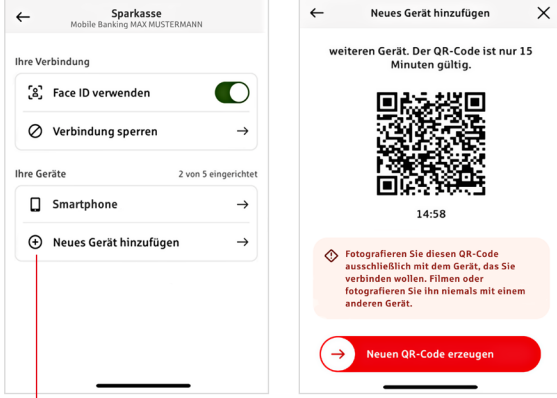 Sparkasse
Mobile Banking MAX MUSTERMANN
Ihre Verbindung
Face ID verwenden
Verbindung sperren
Ihre Geräte 2 von 5 eingerichtet
Smartphone
Neues Gerät hinzufügen
Neues Gerät hinzufügen
weiteren Gerät. Der QR-Code ist nur 15
Minuten gültig.
14:58
Fotografieren Sie diesen QR-Code
ausschließlich mit dem Gerät, das Sie
verbinden wollen. Filmen oder
fotografieren Sie ihn niemals mit einem
anderen Gerät.
Neuen QR-Code erzeugen